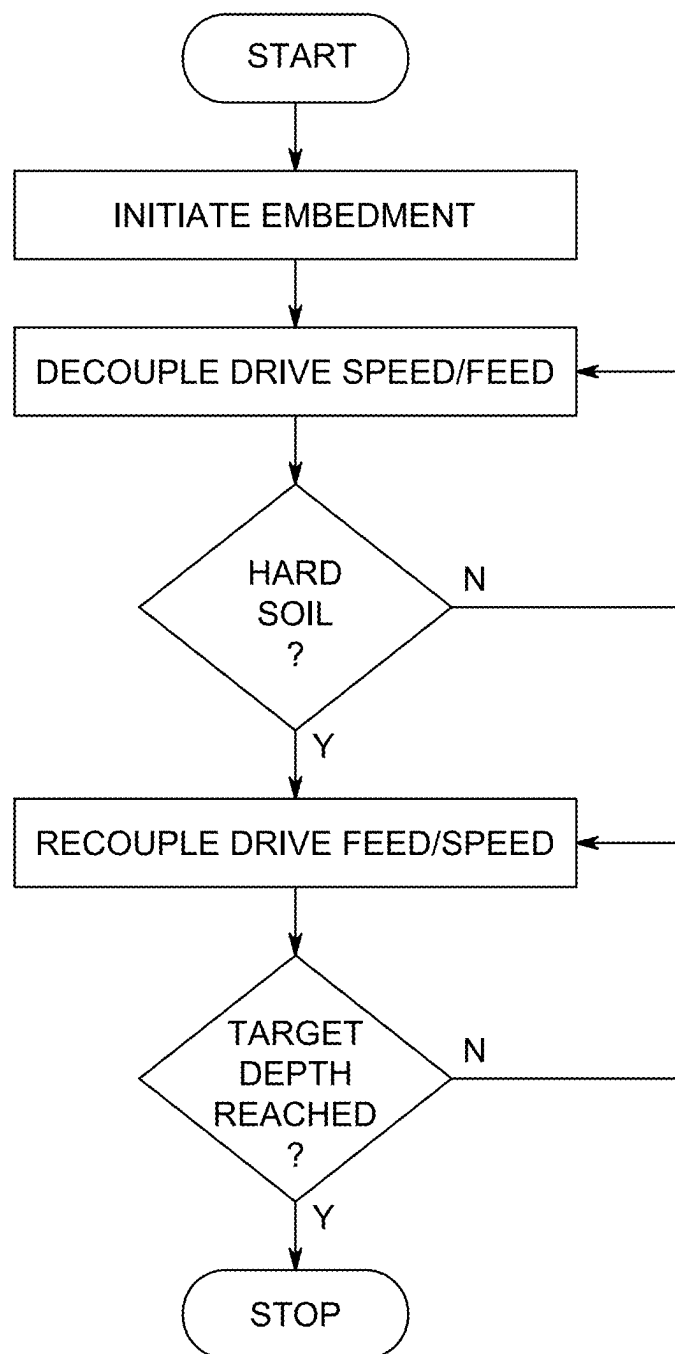 START
INITIATE EMBEDMENT
DECOUPLE DRIVE SPEED/FEED
HARD
SOIL
?
N
Y
RECOUPLE DRIVE FEED/SPEED
TARGET
DEPTH
REACHED
?
N
Y
STOP